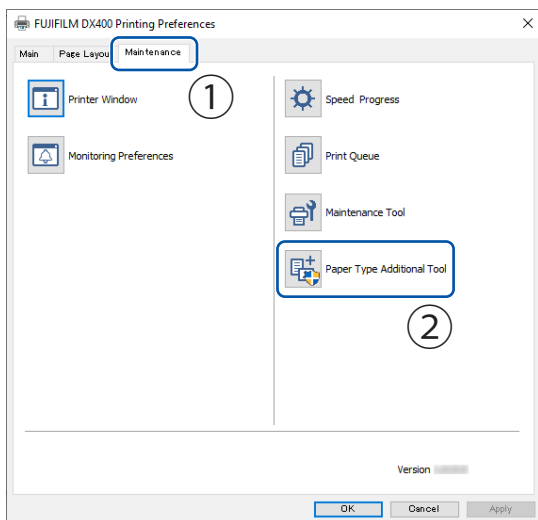 FUJIFILM DX400 Printing Preferences
Main Page Layou Maintenance
1
Printer Window
Speed Progress
Monitoring Preferences
Print Queue
Maintenance Tool
Paper Type Additional Tool
2
Version
OK Cancel Apply